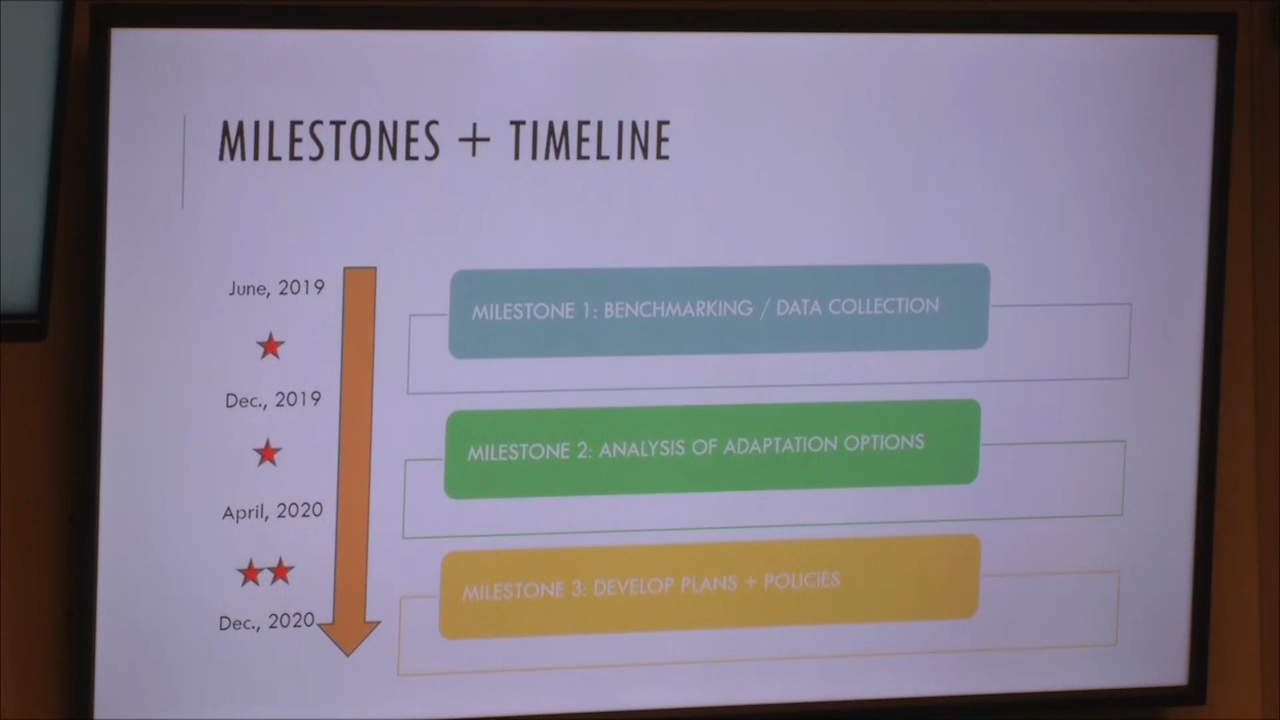 MILESTONES + TIMELINE
June, 2019
MILESTONE 1: BENCHMARKING / DATA COLLECTION
Dec., 2019
MILESTONE 2: ANALYSIS OF ADAPTATION OPTIONS
April, 2020
MILESTONE 3: DEVELOP PLANS + POLICIES
Dec., 2020